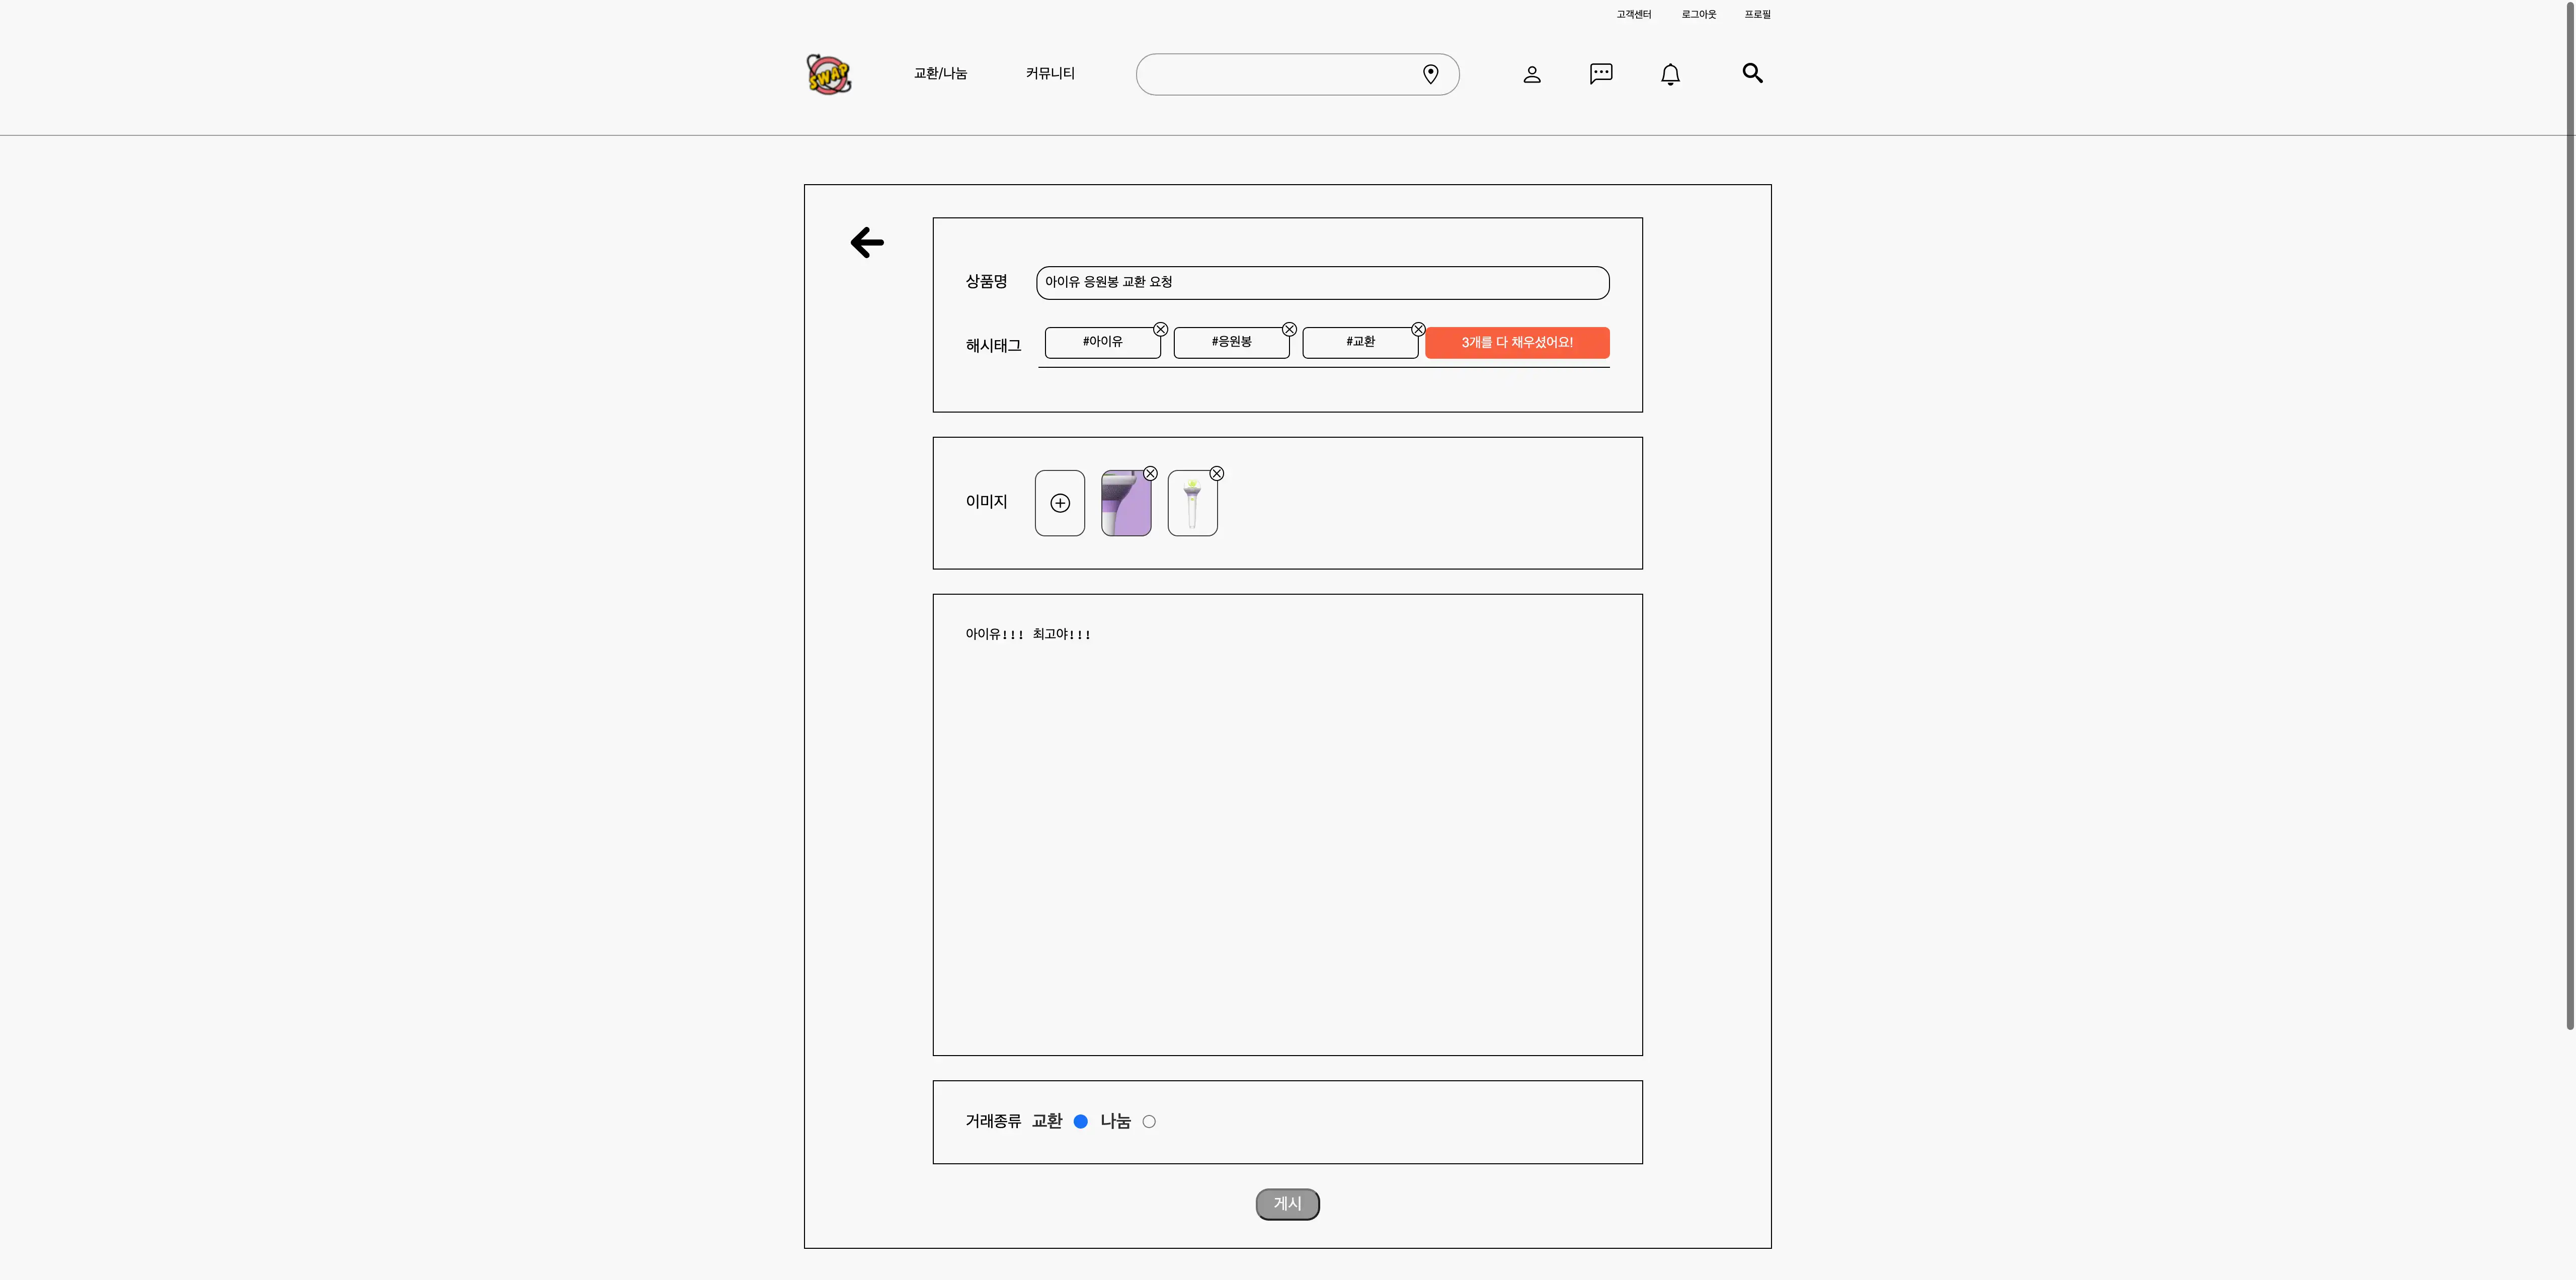 고객센터 로그아웃 프로필
SWAP 교환/나눔 커뮤니티
상품명 아이유 응원봉 교환 요청
해시태그 #아이유 #응원봉 #교환 3개를 다 채우셨어요!
이미지
아이유!!! 최고야!!!
거래종류 교환 나눔
게시